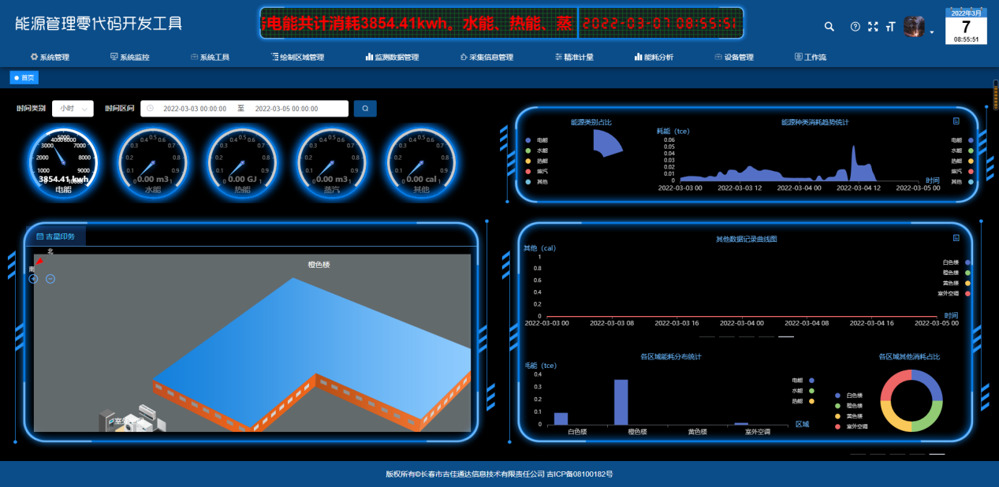 能源管理零代码开发工具
电能共计消耗3854.41kwh。水能、热能、蒸
2022-03-07 08:55:51
2022年3月
7
08:55:51
系统管理 系统监控 系统工具 绘制区域管理 监测数据管理 采集信息管理 精准计量 能耗分析 设备管理 工作流
首页
时间类别 小时 时间区间 2022-03-03 00:00:00 至 2022-03-05 00:00:00
1000 2000 3000 4000 5000 6000 7000 8000 9000 10000
3854.41 kwh
电能
0 0.1 0.2 0.3 0.4 0.5 0.6 0.7 0.8 0.9
0.00 m3
水能
0 0.1 0.2 0.3 0.4 0.5 0.6 0.7 0.8 0.9
0.00 GJ
热能
0 0.1 0.2 0.3 0.4 0.5 0.6 0.7 0.8 0.9
0.00 m3
蒸汽
0 0.1 0.2 0.3 0.4 0.5 0.6 0.7 0.8 0.9
0.00 cal
其他
能源类别占比
电能
水能
热能
蒸汽
其他
能源种类消耗趋势统计
耗能（tce）
0.06
0.05
0.04
0.03
0.02
0.01
0
2022-03-03 00 2022-03-03 12 2022-03-04 00 2022-03-04 12 2022-03-05 00
时间
电能
水能
热能
蒸汽
其他
吉星印务
北
南
橙色楼
其他数据记录曲线图
其他（cal）
1
0.8
0.6
0.4
0.2
0
2022-03-03 00 2022-03-03 08 2022-03-03 16 2022-03-04 00 2022-03-04 08 2022-03-04 16 2022-03-05 00
时间
白色楼
橙色楼
黄色楼
室外空调
各区域能耗分布统计
耗能（tce）
0.4
0.3
0.2
0.1
0
白色楼 橙色楼 黄色楼 室外空调
区域
电能
水能
热能
各区域其他消耗占比
白色楼
橙色楼
黄色楼
室外空调
版权所有©长春市吉佳通达信息技术有限责任公司 吉ICP备08100182号